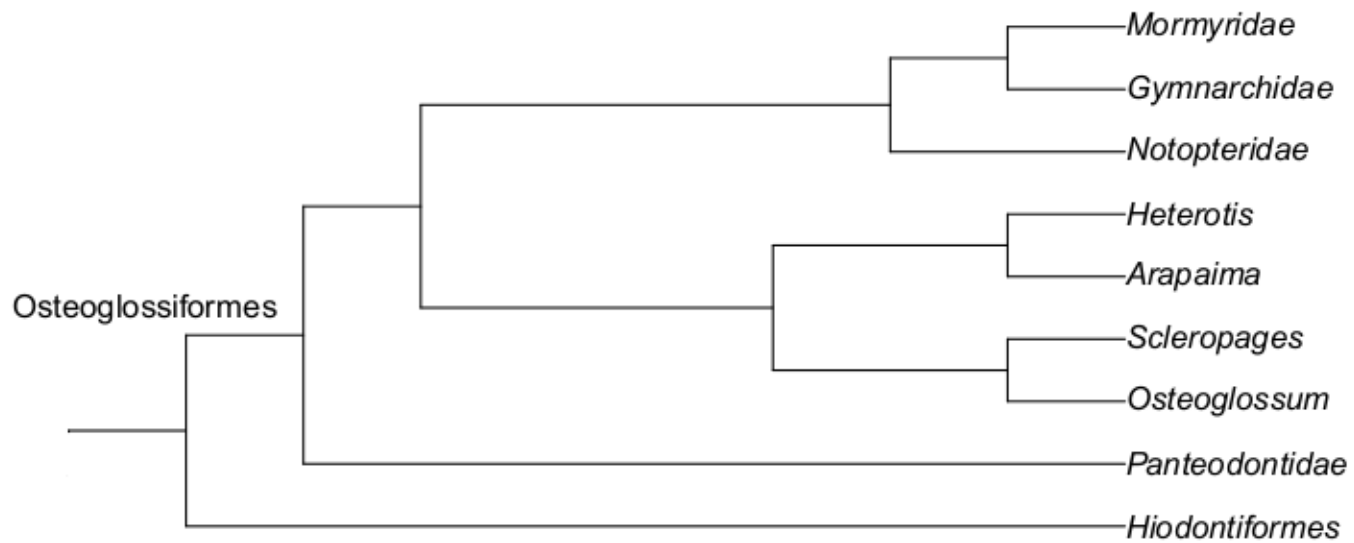 Mormyridae
Gymnarchidae
Notopteridae
Heterotis
Arapaima
Osteoglossiformes
Scleropages
Osteoglossum
Panteodontidae
Hiodontiformes